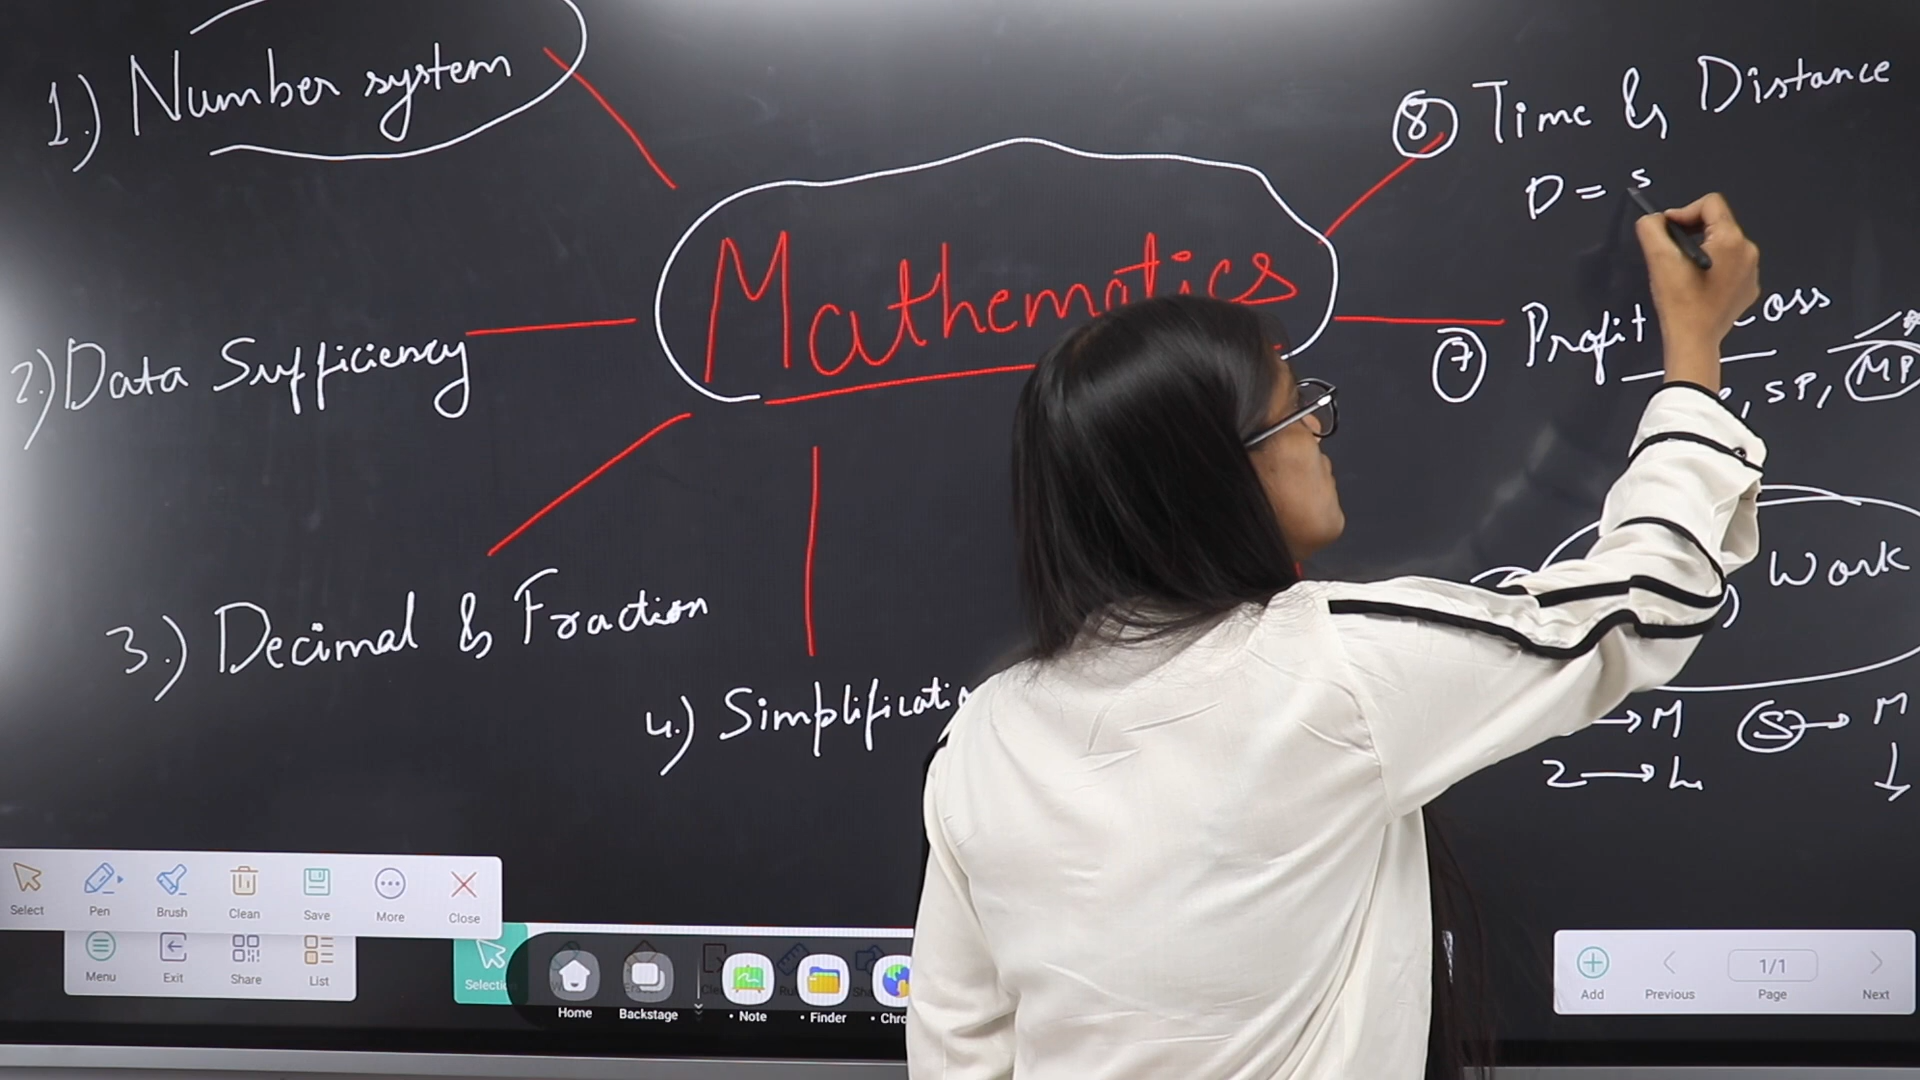 1.) Number system
Mathematics
2.) Data Sufficiency
3.) Decimal & Fraction
4.)
8 Time & Distance
D = S
7 Profit
SP, MP
Work
→ M
S → M
2 → L
Select Pen Brush Clean Save More Close
Menu Exit Share List
Home Backstage • Note • Finder
Add Previous 1/1 Page Next